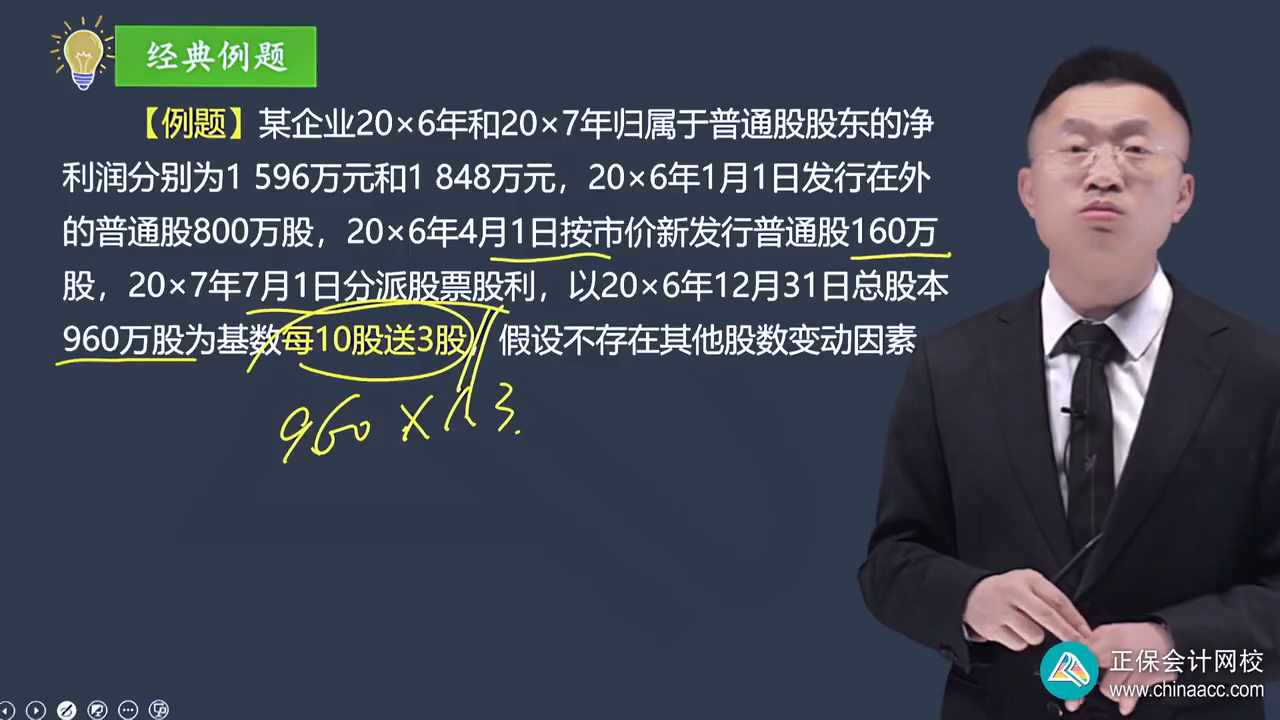 经典例题
【例题】某企业20×6年和20×7年归属于普通股股东的净
利润分别为1 596万元和1 848万元，20×6年1月1日发行在外
的普通股800万股，20×6年4月1日按市价新发行普通股160万
股，20×7年7月1日分派股票股利，以20×6年12月31日总股本
960万股为基数每10股送3股，假设不存在其他股数变动因素
960×1.3.
正保会计网校
www.chinaacc.com